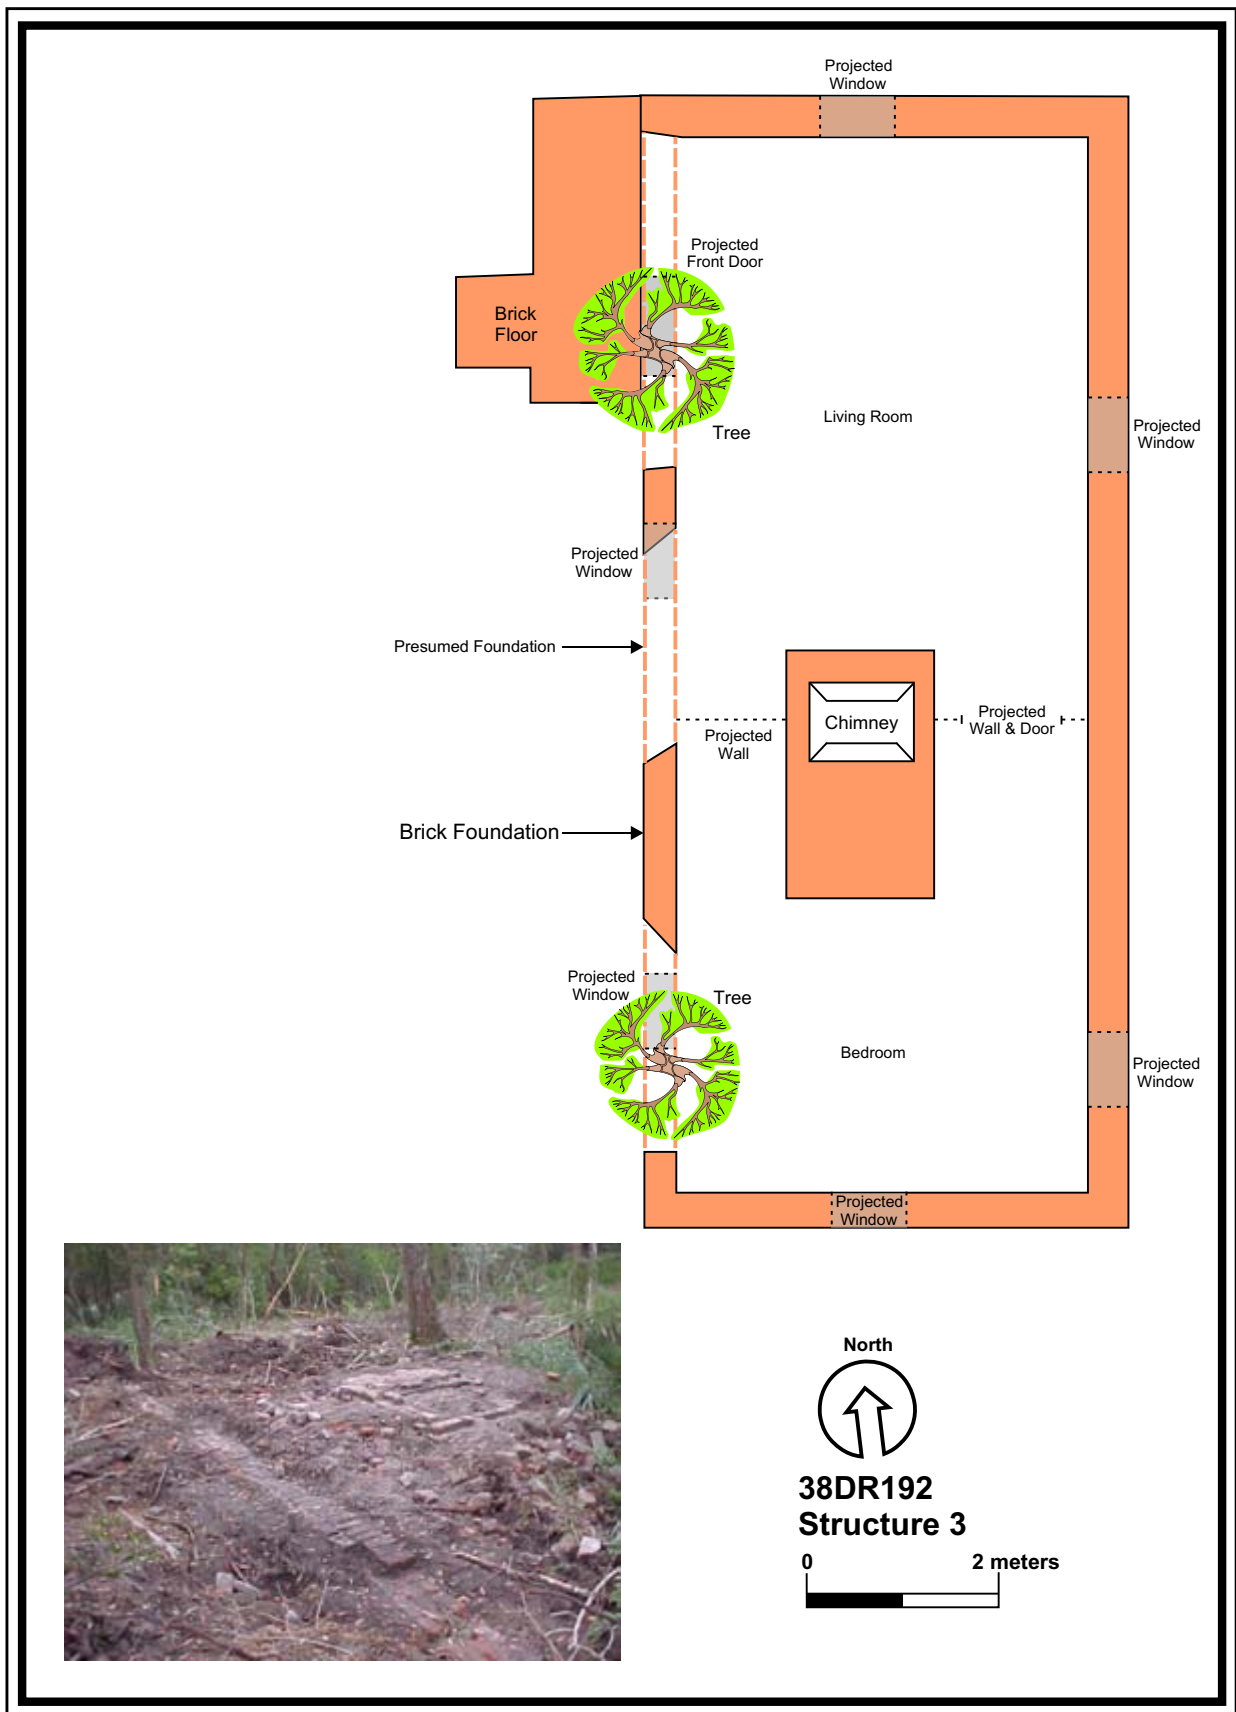 Projected
Window
Projected
Front Door
Brick
Floor
Tree
Living Room
Projected
Window
Projected
Window
Presumed Foundation
Chimney
Projected
Wall
Projected
Wall & Door
Brick Foundation
Projected
Window
Tree
Bedroom
Projected
Window
Projected
Window
North
38DR192
Structure 3
0 2 meters